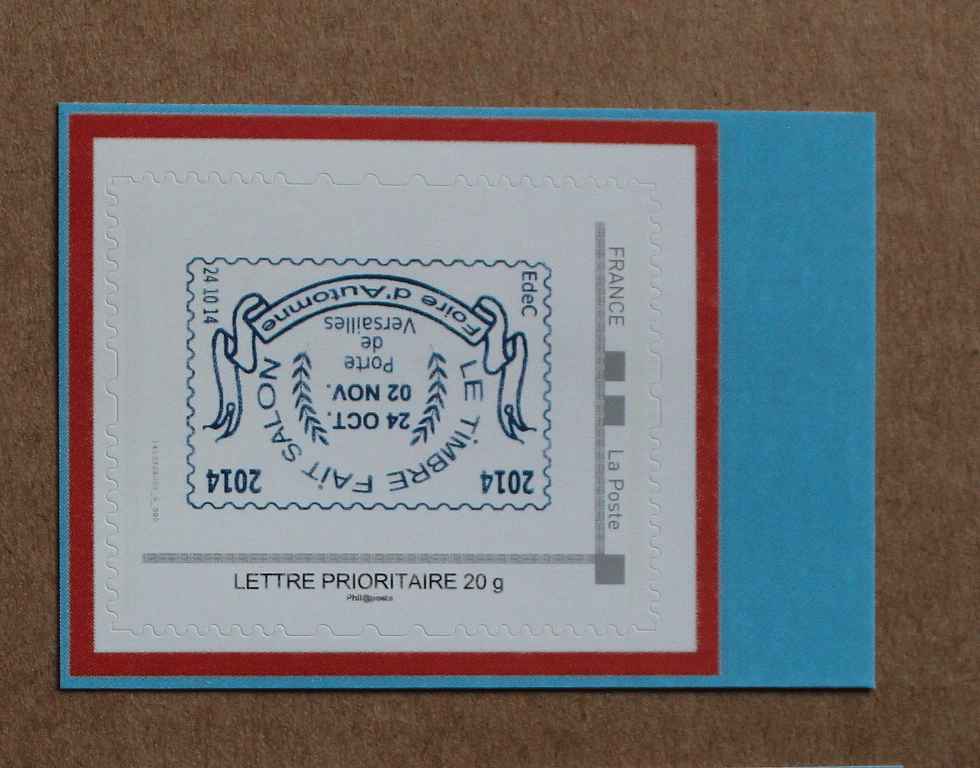 FRANCE
La Poste
LE TiMBRE FAiT SALON
2014
2014
24 OCT.
02 NOV.
Porte
de
Versailles
Foire d'Automne
EdeC
24 10 14
LETTRE PRIORITAIRE 20 g
Phil@poste